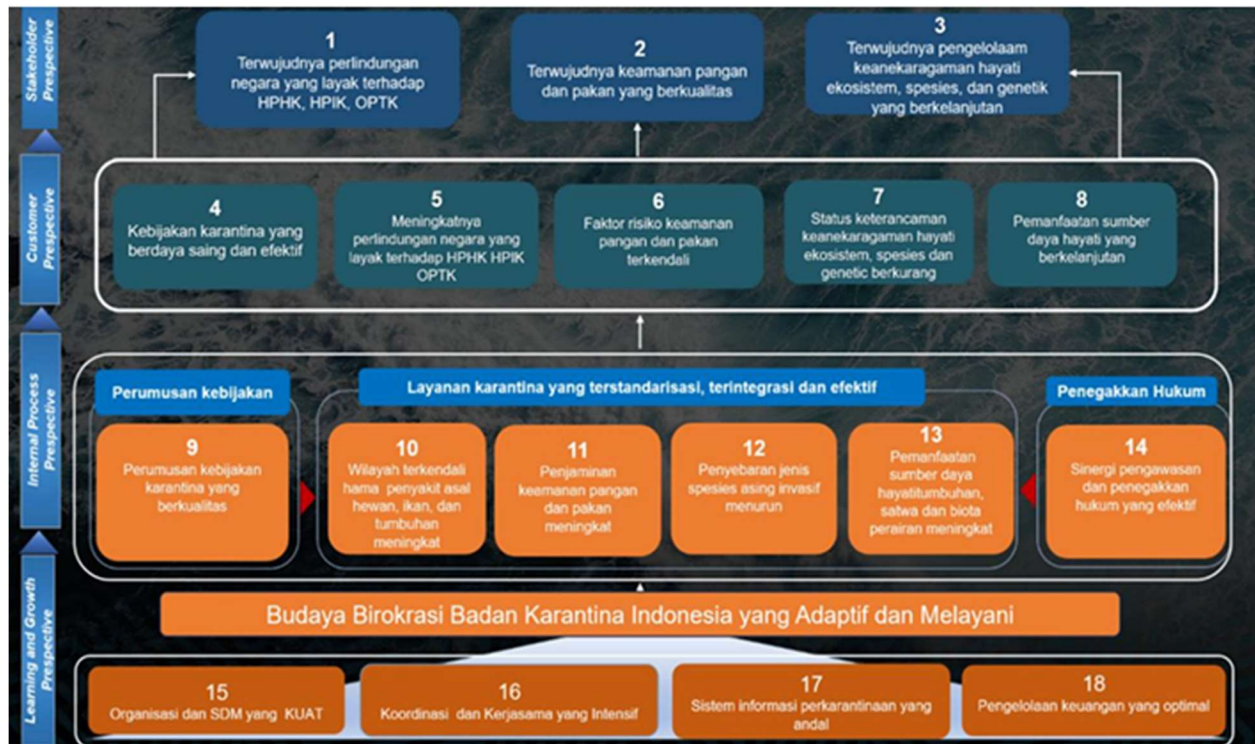 Stakeholder
Prespective
1
Terwujudnya perlindungan
negara yang layak terhadap
HPHK, HPIK, OPTK
2
Terwujudnya keamanan pangan
dan pakan yang berkualitas
3
Terwujudnya pengelolaam
keanekaragaman hayati
ekosistem, spesies, dan genetik
yang berkelanjutan
Customer
Prespective
4
Kebijakan karantina yang
berdaya saing dan efektif
5
Meningkatnya
perlindungan negara yang
layak terhadap HPHK HPIK
OPTK
6
Faktor risiko keamanan
pangan dan pakan
terkendali
7
Status keterancaman
keanekaragaman hayati
ekosistem, spesies dan
genetic berkurang
8
Pemanfaatan sumber
daya hayati yang
berkelanjutan
Internal Process
Prespective
Perumusan kebijakan
9
Perumusan kebijakan
karantina yang
berkualitas
Layanan karantina yang terstandarisasi, terintegrasi dan efektif
10
Wilayah terkendali
hama penyakit asal
hewan, ikan, dan
tumbuhan
meningkat
11
Penjaminan
keamanan pangan
dan pakan
meningkat
12
Penyebaran jenis
spesies asing invasif
menurun
13
Pemanfaatan
sumber daya
hayatitumbuhan,
satwa dan biota
perairan meningkat
Penegakkan Hukum
14
Sinergi pengawasan
dan penegakkan
hukum yang efektif
Learning and Growth
Prespective
Budaya Birokrasi Badan Karantina Indonesia yang Adaptif dan Melayani
15
Organisasi dan SDM yang KUAT
16
Koordinasi dan Kerjasama yang Intensif
17
Sistem informasi perkarantinaan yang
andal
18
Pengelolaan keuangan yang optimal